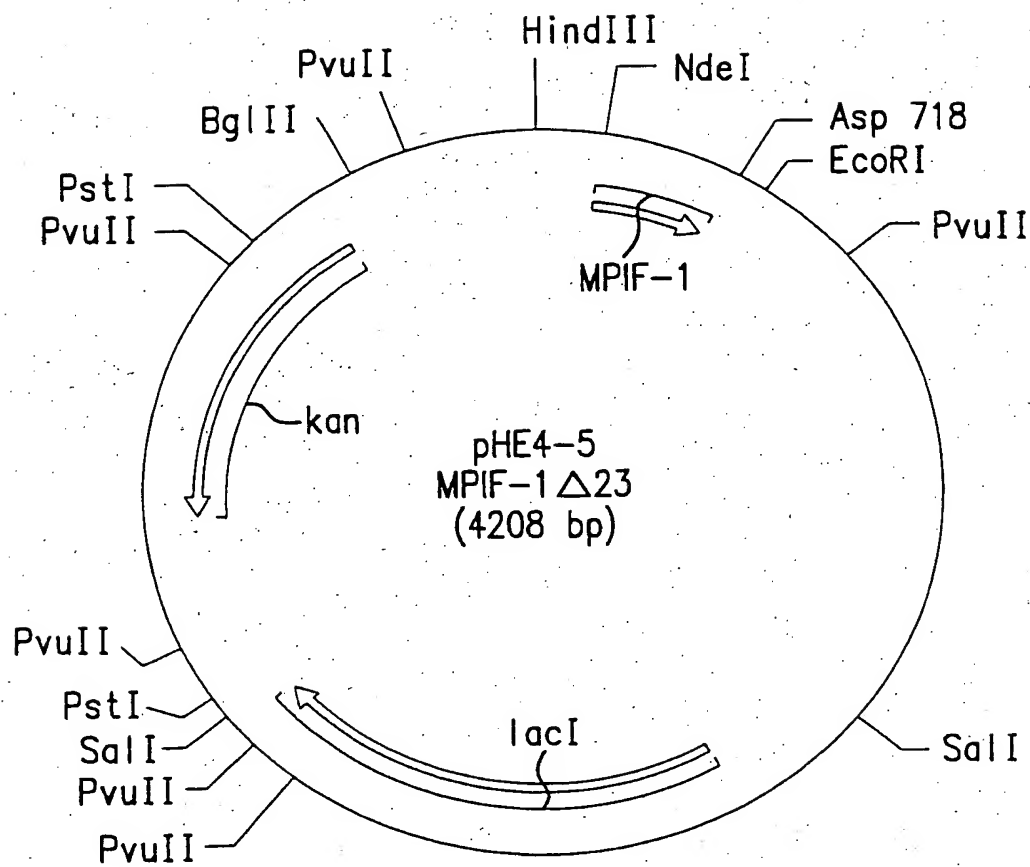 HindIII
PvuII
NdeI
BglII
Asp 718
EcoRI
PstI
PvuII
PvuII
MPIF-1
kan
pHE4-5
MPIF-1 △23
(4208 bp)
PvuII
PstI
SalI
lacI
SalI
PvuII
PvuII